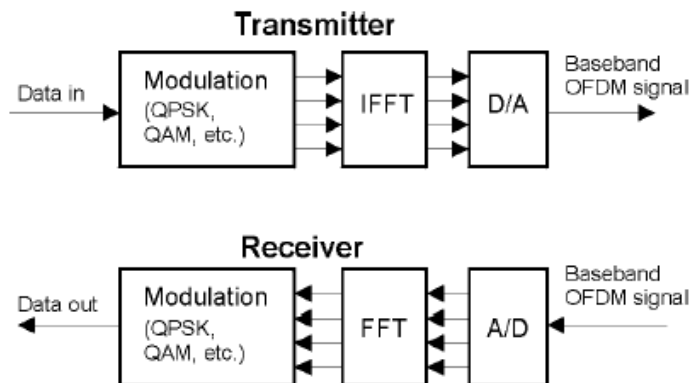 Transmitter
Data in
Modulation
(QPSK,
QAM, etc.)
IFFT
D/A
Baseband
OFDM signal
Receiver
Data out
Modulation
(QPSK,
QAM, etc.)
FFT
A/D
Baseband
OFDM signal